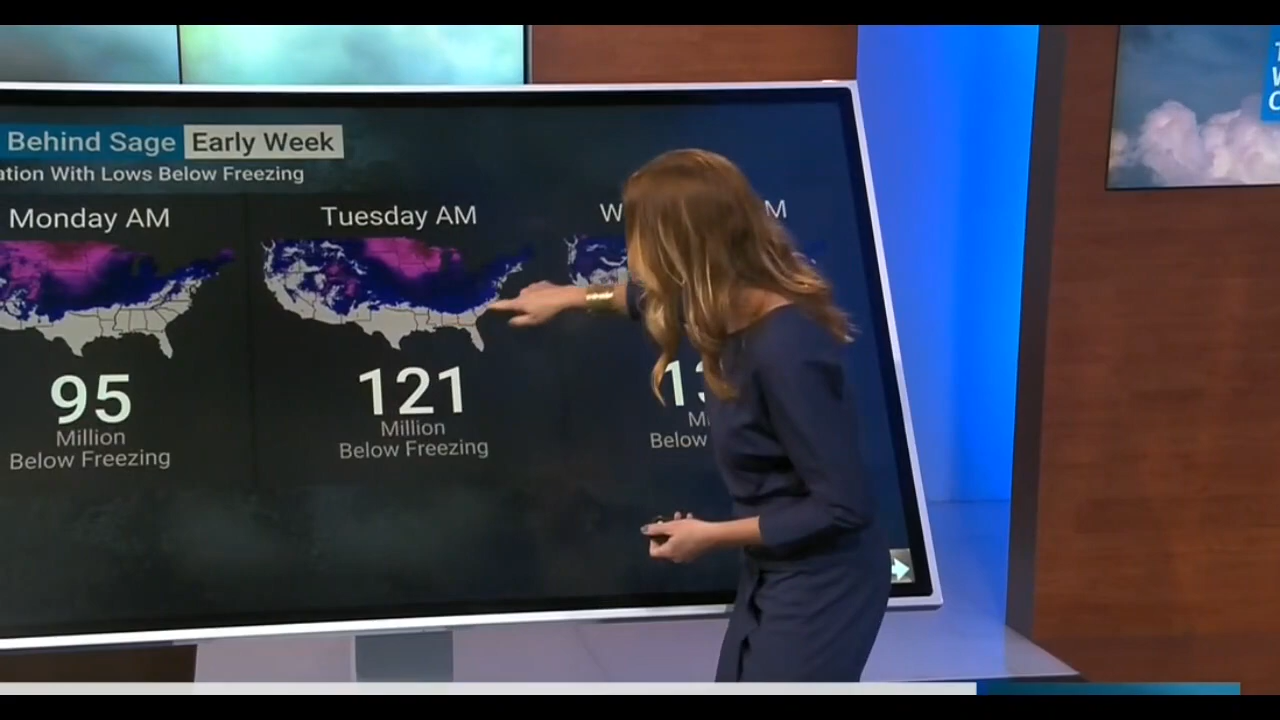 Behind Sage Early Week
ation With Lows Below Freezing
Monday AM
Tuesday AM
95
Million
Below Freezing
121
Million
Below Freezing
Below